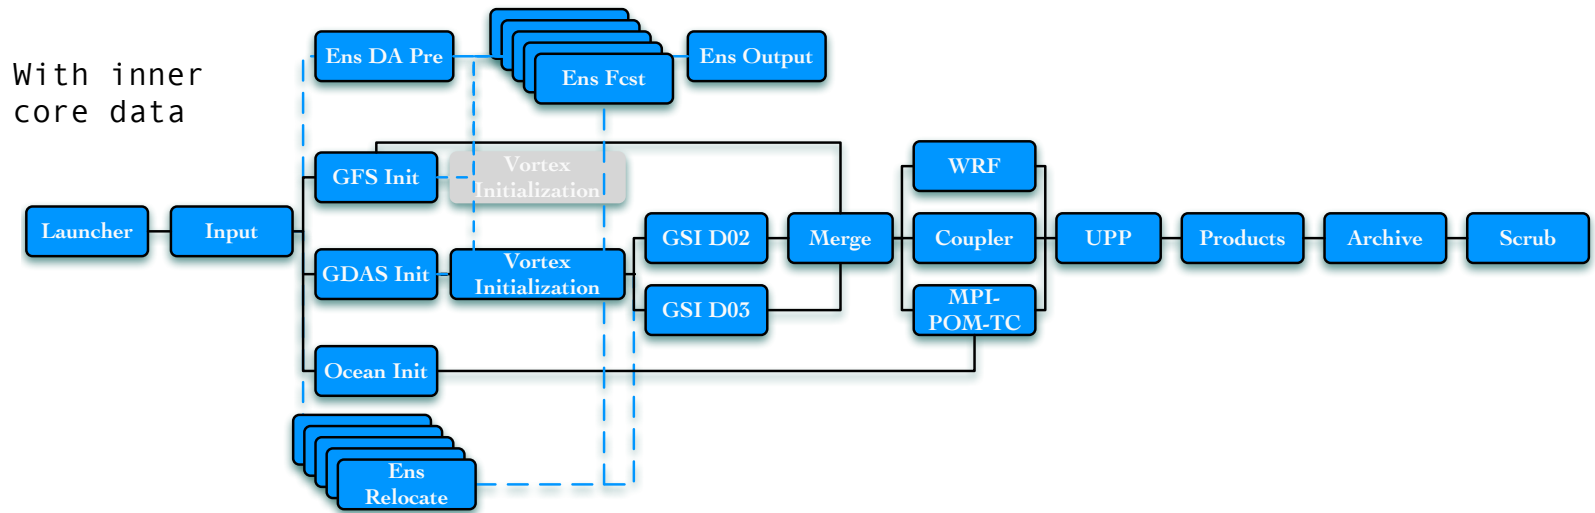 With inner
core data
Ens DA Pre
Ens Fcst
Ens Output
GFS Init
Vortex
Initialization
WRF
Launcher
Input
GSI D02
Merge
Coupler
UPP
Products
Archive
Scrub
GDAS Init
Vortex
Initialization
GSI D03
MPI-
POM-TC
Ocean Init
Ens
Relocate